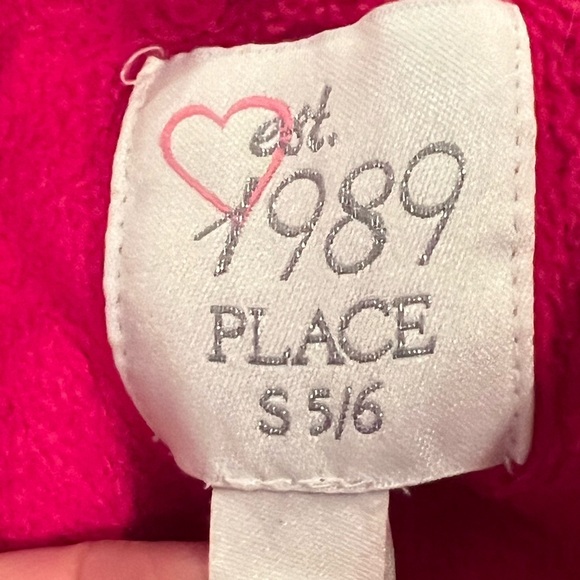 est.
1989
PLACE
S 5/6